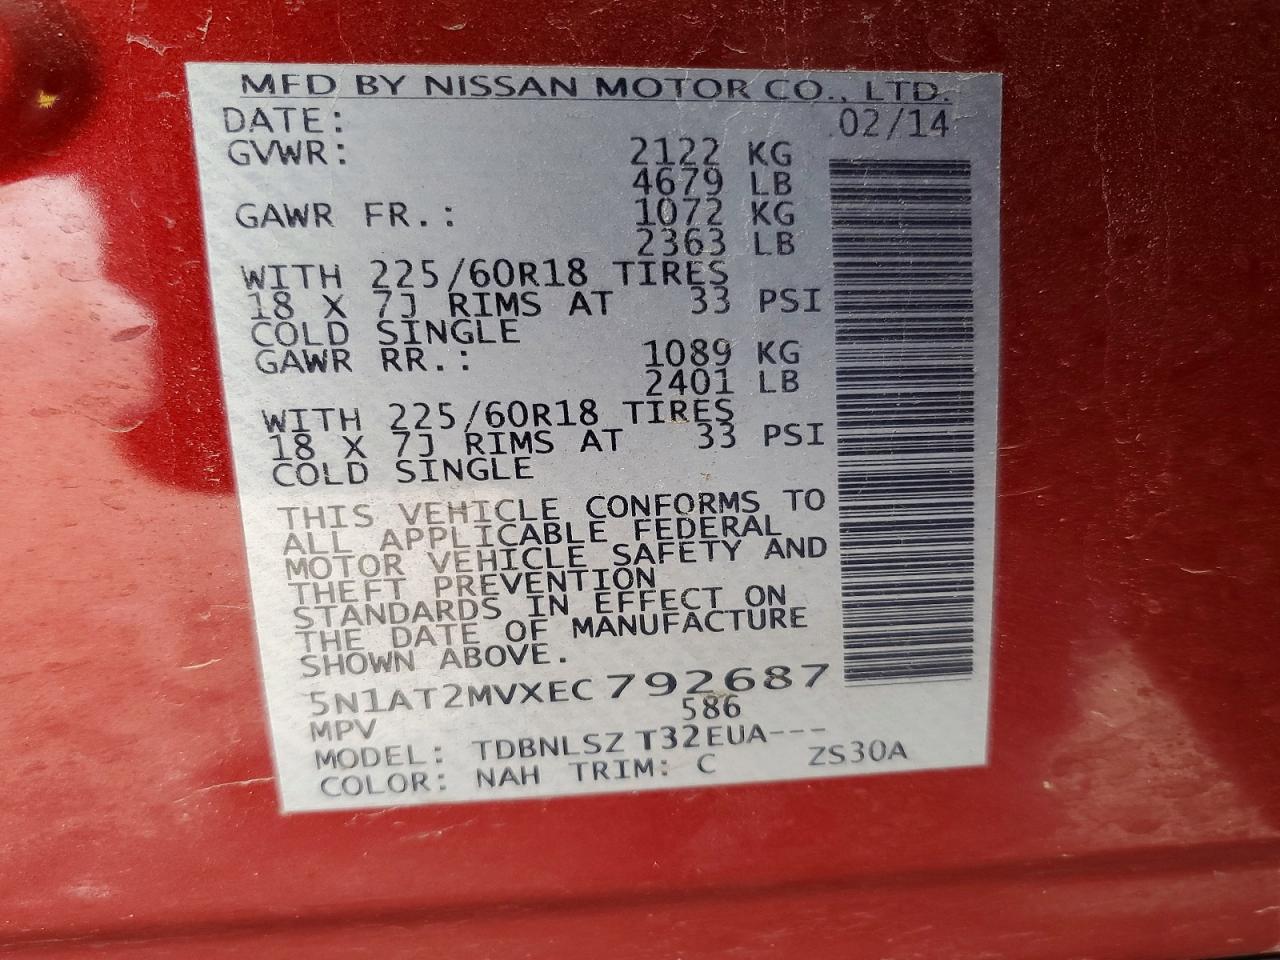 MFD BY NISSAN MOTOR CO., LTD.
DATE: 02/14
GVWR: 2122 KG
4679 LB
GAWR FR.: 1072 KG
2363 LB
WITH 225/60R18 TIRES
18 X 7J RIMS AT 33 PSI
COLD SINGLE
GAWR RR.: 1089 KG
2401 LB
WITH 225/60R18 TIRES
18 X 7J RIMS AT 33 PSI
COLD SINGLE
THIS VEHICLE CONFORMS TO
ALL APPLICABLE FEDERAL
MOTOR VEHICLE SAFETY AND
THEFT PREVENTION
STANDARDS IN EFFECT ON
THE DATE OF MANUFACTURE
SHOWN ABOVE.
5N1AT2MVXEC792687
MPV 586
MODEL: TDBNLSZ T32EUA---
COLOR: NAH TRIM: C ZS30A